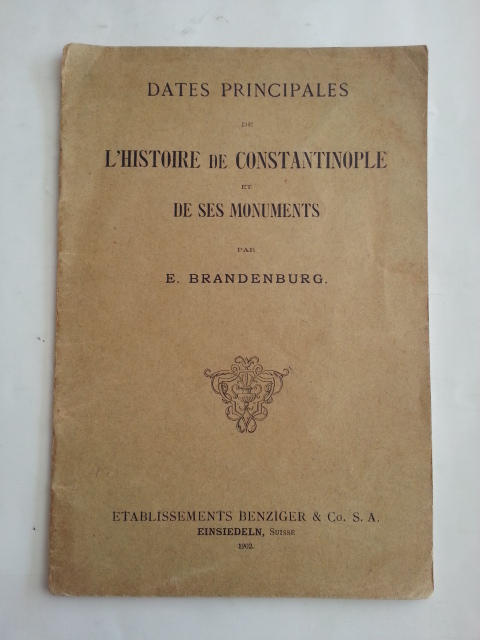 DATES PRINCIPALES
DE
L'HISTOIRE DE CONSTANTINOPLE
ET
DE SES MONUMENTS
PAR
E. BRANDENBURG.
ETABLISSEMENTS BENZIGER & Co. S. A.
EINSIEDELN, SUISSE
1902.